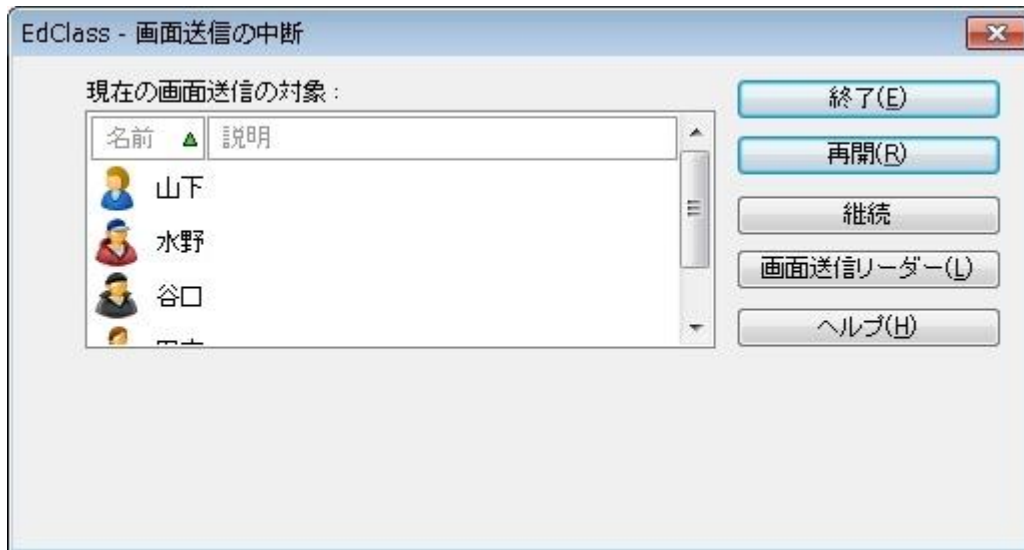 EdClass - 画面送信の中断
現在の画面送信の対象 :
名前 説明
山下
水野
谷口
終了(E)
再開(R)
継続
画面送信リーダー(L)
ヘルプ(H)